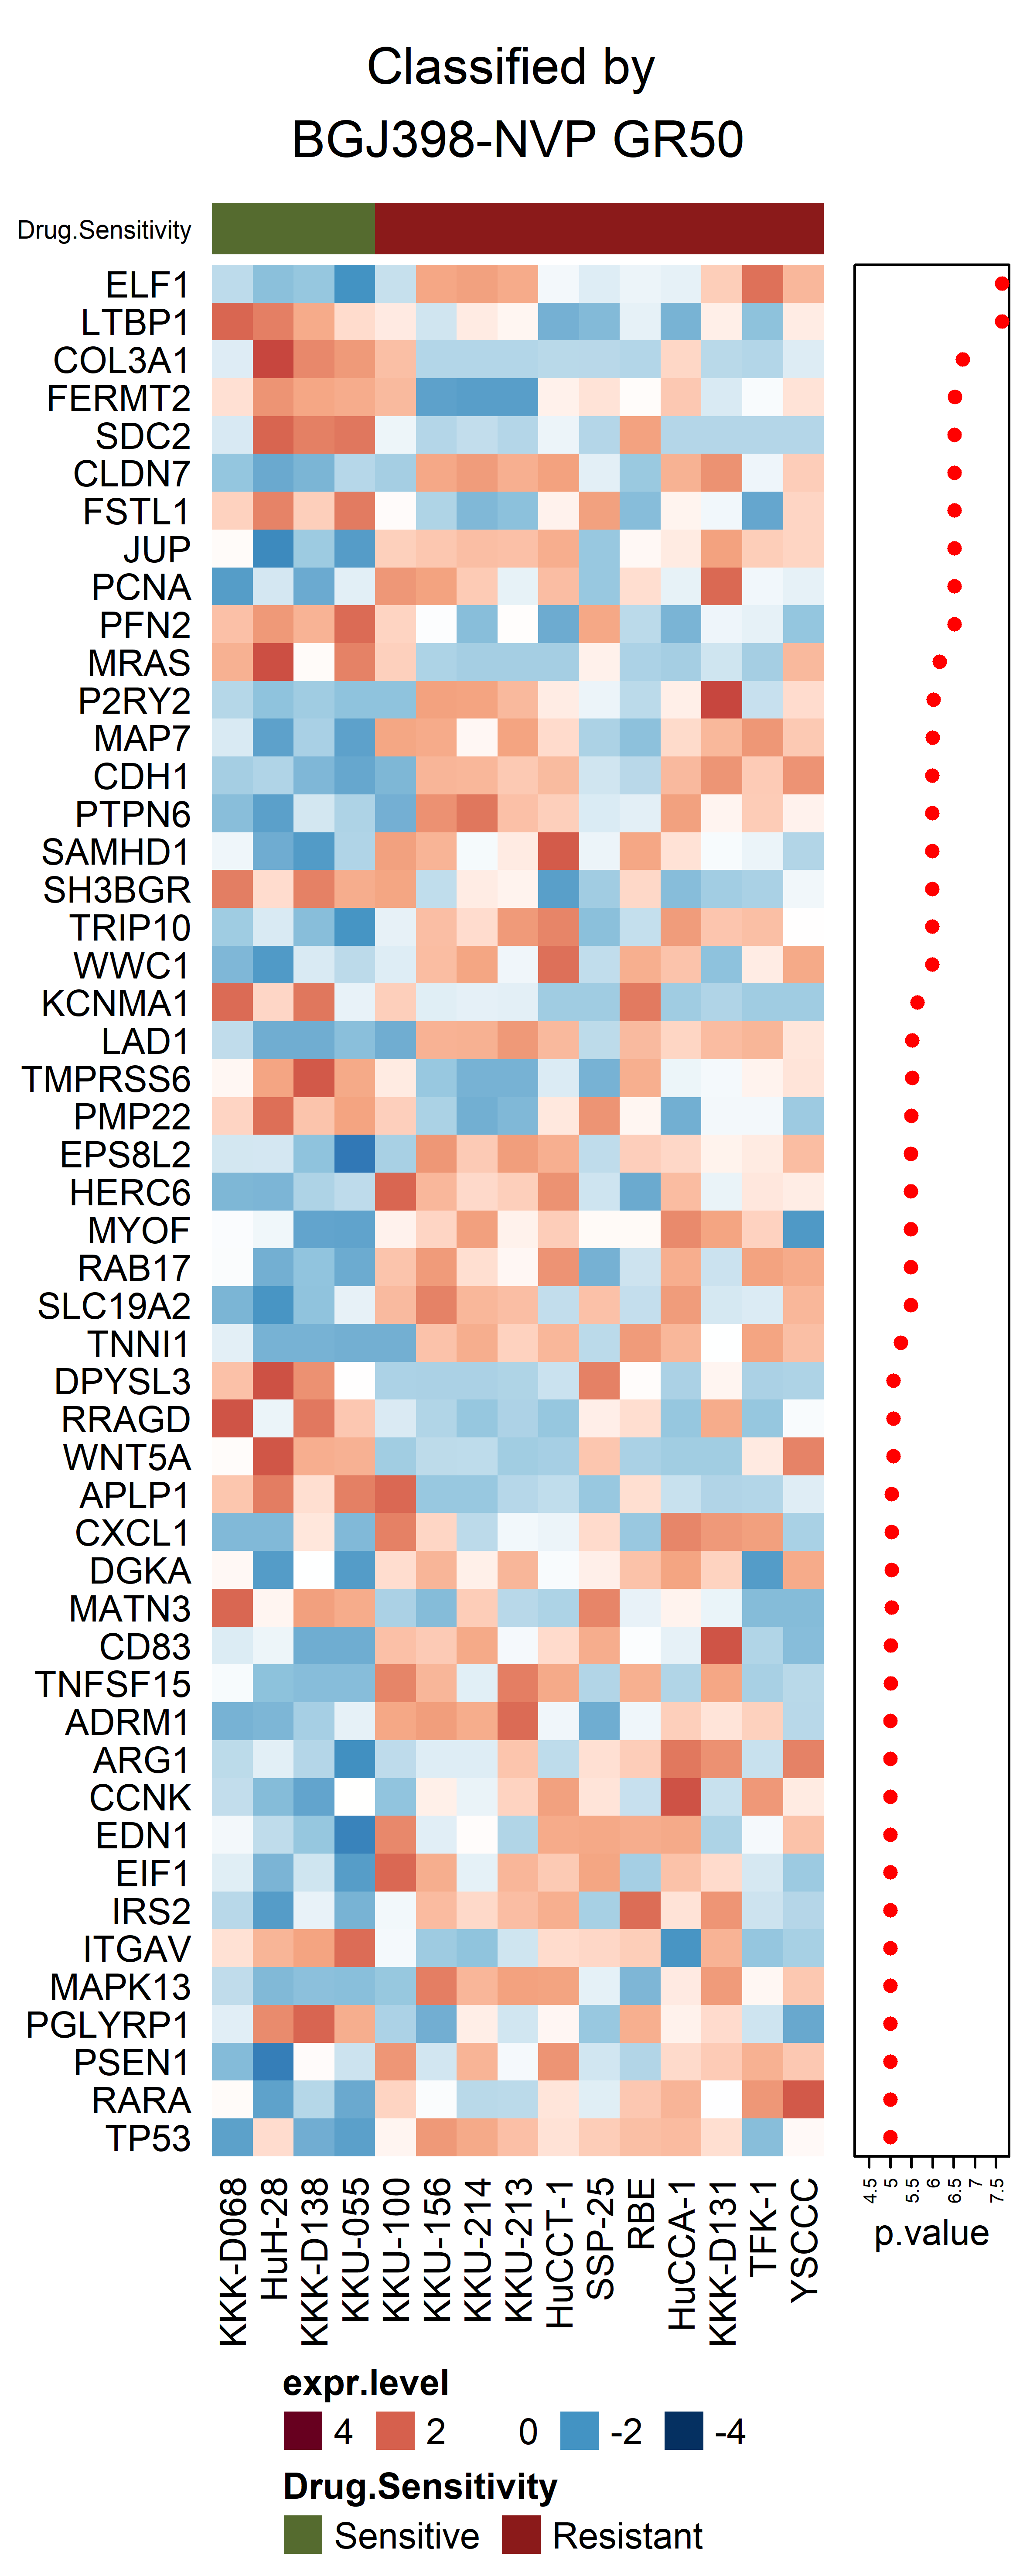 Classified by
BGJ398-NVP GR50
Drug.Sensitivity
ELF1
LTBP1
COL3A1
FERMT2
SDC2
CLDN7
FSTL1
JUP
PCNA
PFN2
MRAS
P2RY2
MAP7
CDH1
PTPN6
SAMHD1
SH3BGR
TRIP10
WWC1
KCNMA1
LAD1
TMPRSS6
PMP22
EPS8L2
HERC6
MYOF
RAB17
SLC19A2
TNNI1
DPYSL3
RRAGD
WNT5A
APLP1
CXCL1
DGKA
MATN3
CD83
TNFSF15
ADRM1
ARG1
CCNK
EDN1
EIF1
IRS2
ITGAV
MAPK13
PGLYRP1
PSEN1
RARA
TP53
KKK-D068 HuH-28 KKK-D138 KKU-055 KKU-100 KKU-156 KKU-214 KKU-213 HuCCT-1 SSP-25 RBE HuCCA-1 KKK-D131 TFK-1 YSCCC
4.5 5 5.5 6 6.5 7 7.5
p.value
expr.level
4 2 0 -2 -4
Drug.Sensitivity
Sensitive Resistant